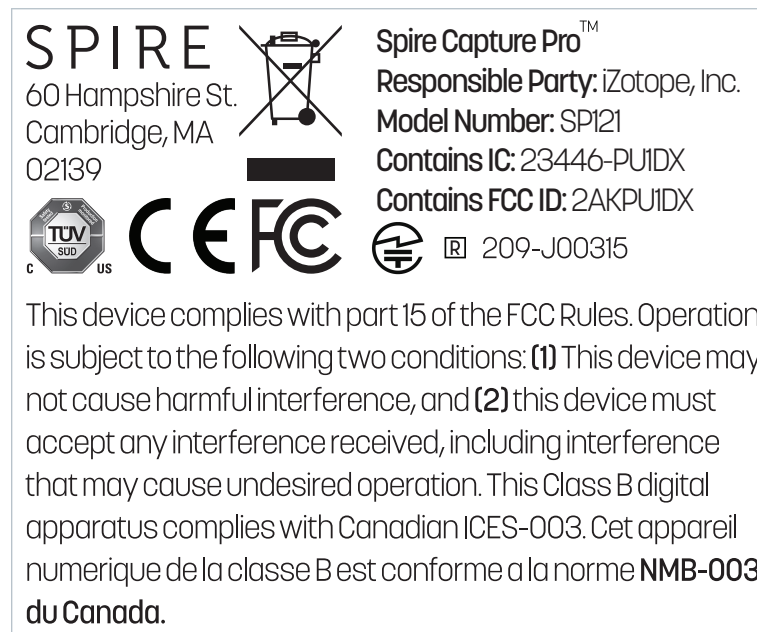 SPIRE
60 Hampshire St.
Cambridge, MA
02139
Spire Capture Pro™
Responsible Party: iZotope, Inc.
Model Number: SP121
Contains IC: 23446-PU1DX
Contains FCC ID: 2AKPU1DX
TÜV
SÜD
C US
CE FC
R 209-J00315
This device complies with part 15 of the FCC Rules. Operation
is subject to the following two conditions: (1) This device may
not cause harmful interference, and (2) this device must
accept any interference received, including interference
that may cause undesired operation. This Class B digital
apparatus complies with Canadian ICES-003. Cet appareil
numerique de la classe B est conforme a la norme NMB-003
du Canada.